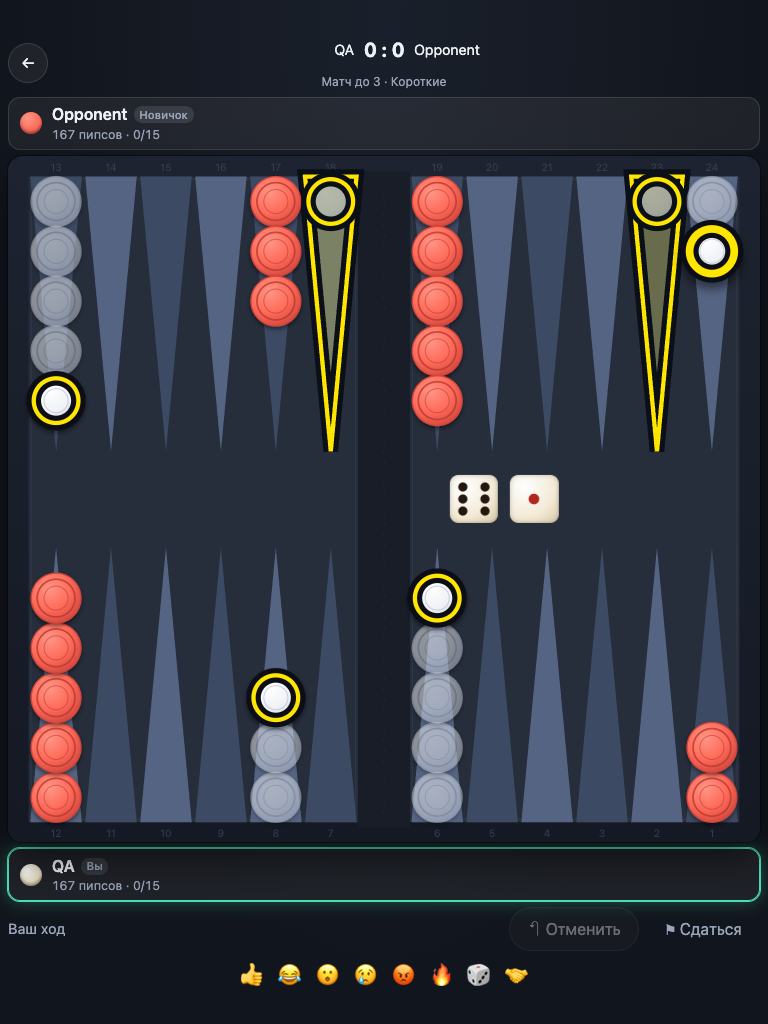 QA 0 : 0 Opponent
Матч до 3 · Короткие
Opponent Новичок
167 пипсов · 0/15
13 14 15 16 17 18 19 20 21 22 23 24
12 11 10 9 8 7 6 5 4 3 2 1
QA Вы
167 пипсов · 0/15
Ваш ход
Отменить
Сдаться